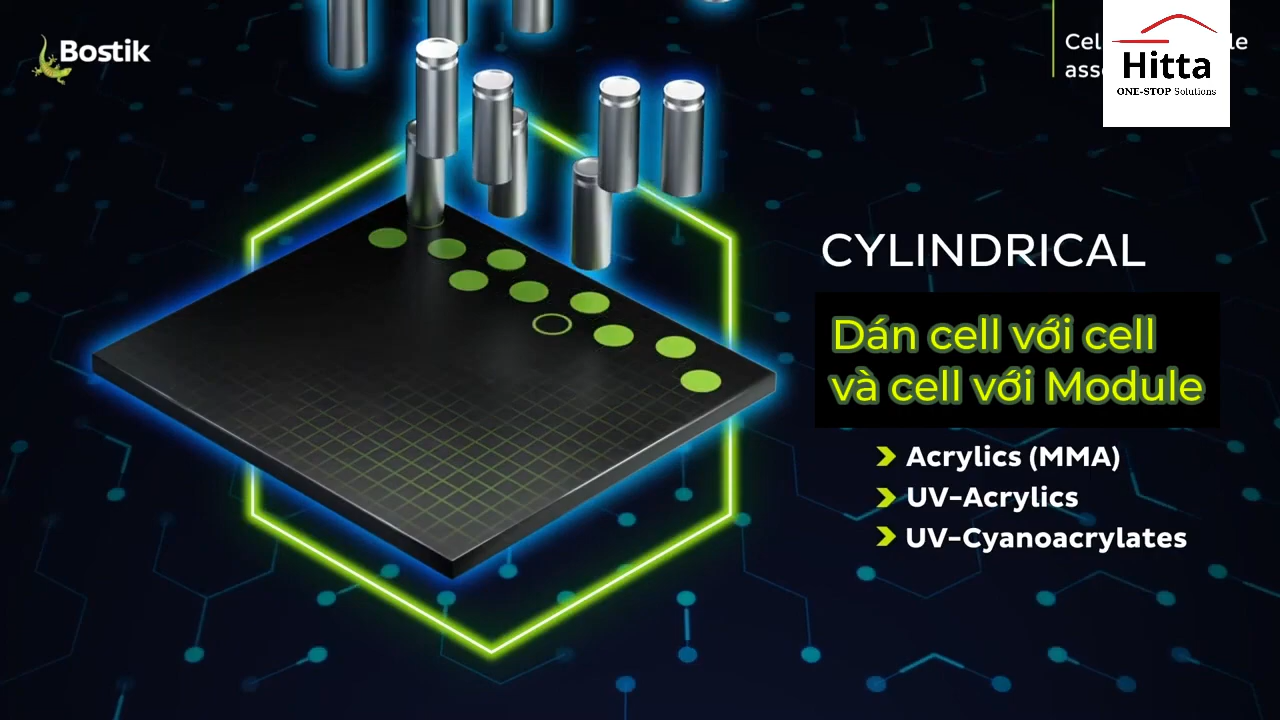 Bostik
Hitta
ONE-STOP Solutions
CYLINDRICAL
Dán cell với cell
và cell với Module
Acrylics (MMA)
UV-Acrylics
UV-Cyanoacrylates